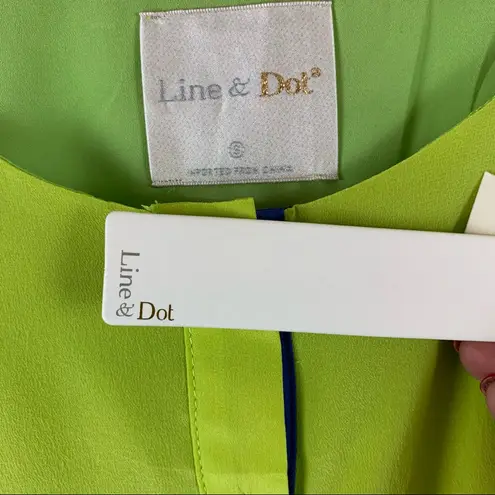 Line & Dot®
S
IMPORTED FROM CHINA
Line
& Dot